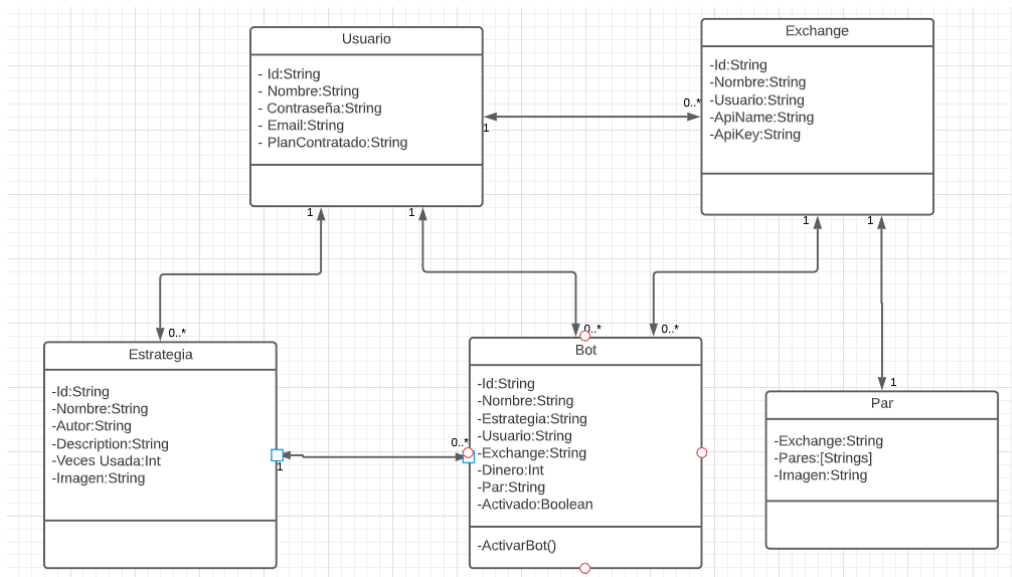 Usuario
- Id:String
- Nombre:String
- Contraseña:String
- Email:String
- PlanContratado:String
Exchange
-Id:String
-Nombre:String
-Usuario:String
-ApiName:String
-ApiKey:String
1
0..*
1
1
1
1
0..*
0..*
0..*
1
Estrategia
-Id:String
-Nombre:String
-Autor:String
-Description:String
-Veces Usada:Int
-Imagen:String
1
0..*
Bot
-Id:String
-Nombre:String
-Estrategia:String
-Usuario:String
-Exchange:String
-Dinero:Int
-Par:String
-Activado:Boolean
-ActivarBot()
Par
-Exchange:String
-Pares:[Strings]
-Imagen:String